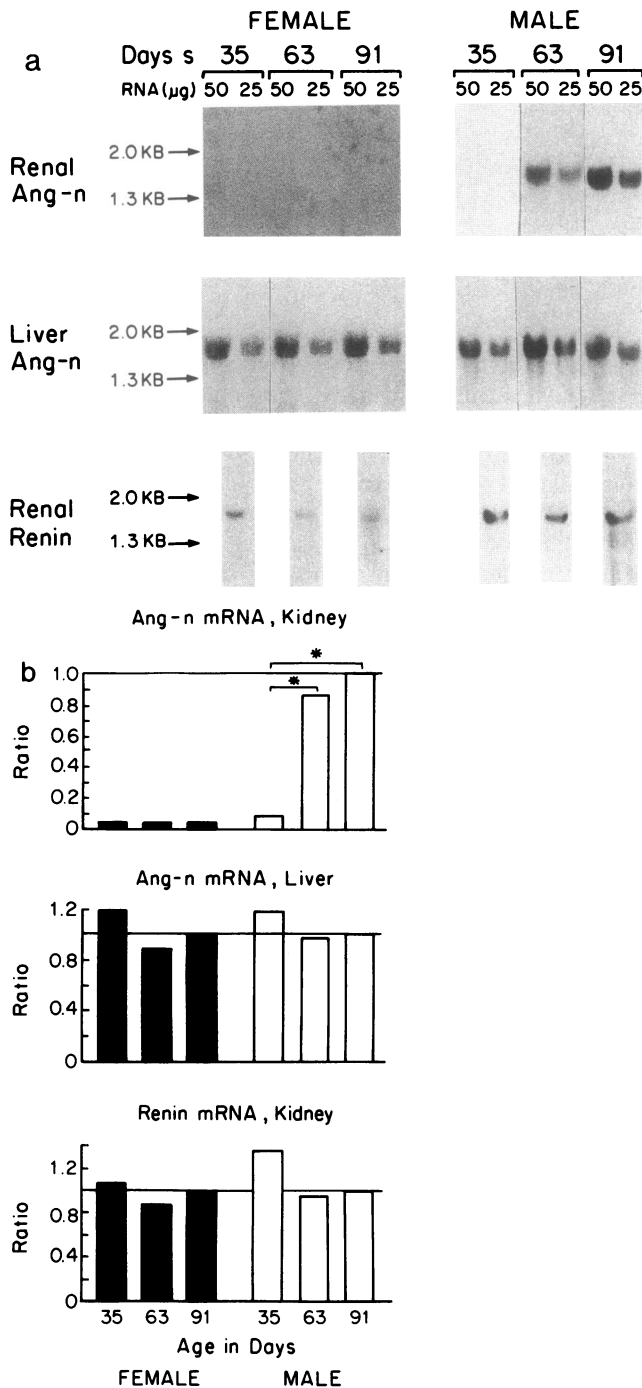 FEMALE MALE
a Days s 35 63 91 35 63 91
RNA (µg) 50 25 50 25 50 25 50 25 50 25 50 25
Renal Ang-n
2.0 KB
1.3 KB
Liver Ang-n
2.0 KB
1.3 KB
Renal Renin
2.0 KB
1.3 KB
Ang-n mRNA, Kidney
b
* *
Ratio
1.0
0.8
0.6
0.4
0.2
0
Ang-n mRNA, Liver
Ratio
1.2
0.8
0.4
0
Renin mRNA, Kidney
Ratio
1.2
0.8
0.4
0
35 63 91 35 63 91
Age in Days
FEMALE MALE